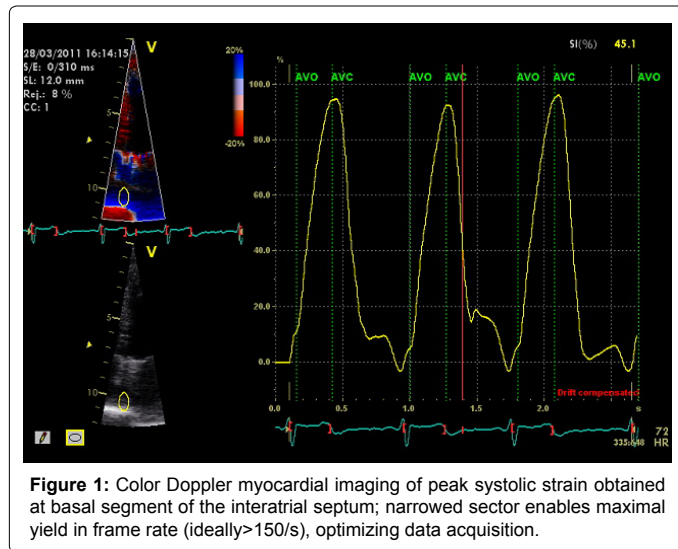 SI(%) 45.1
28/03/2011 16:14:15
S/E: 0/310 ms
SL: 12.0 mm
Rej.: 8 %
CC: 1
V
20%
-20%
5
10
V
5
10
%
AVO AVC AVO AVC AVO AVC AVO
100.0
80.0
60.0
40.0
20.0
0.0
Drift compensated
0.0 0.5 1.0 1.5 2.0 s
72
HR
Figure 1: Color Doppler myocardial imaging of peak systolic strain obtained
at basal segment of the interatrial septum; narrowed sector enables maximal
yield in frame rate (ideally>150/s), optimizing data acquisition.